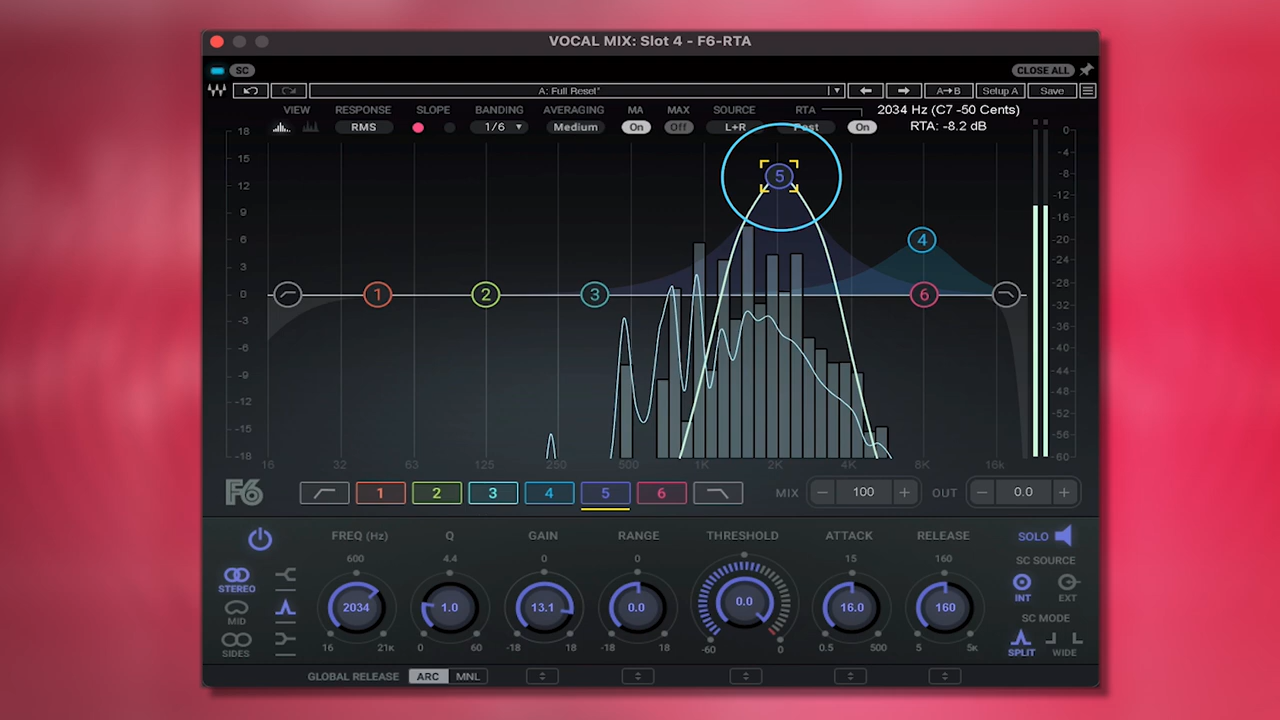 VOCAL MIX: Slot 4 - F6-RTA
SC
CLOSE ALL
A: Full Reset*
A→B
Setup A
Save
VIEW RESPONSE SLOPE BANDING AVERAGING MA MAX SOURCE RTA
2034 Hz (C7 -50 Cents)
RMS 1/6 Medium On Off L+R Post On
RTA: -8.2 dB
18 0
15 -4
-8
12 5 -12
9 -16
6 4 -20
3 -24
-28
0 1 2 3 6 -32
-3 -36
-6 -40
-9 -44
-12 -48
-15 -52
-56
-18 -60
16 32 63 125 250 500 1K 2K 4K 8K 16k
F6 1 2 3 4 5 6 MIX 100 OUT 0.0
FREQ (Hz) Q GAIN RANGE THRESHOLD ATTACK RELEASE SOLO
600 4.4 0 0 15 160
SC SOURCE
STEREO
2034 1.0 13.1 0.0 0.0 16.0 160
INT EXT
MID
SC MODE
16 21K 0 60 -18 18 -18 18 -60 0 0.5 500 5 5K
SIDES
SPLIT WIDE
GLOBAL RELEASE ARC MNL